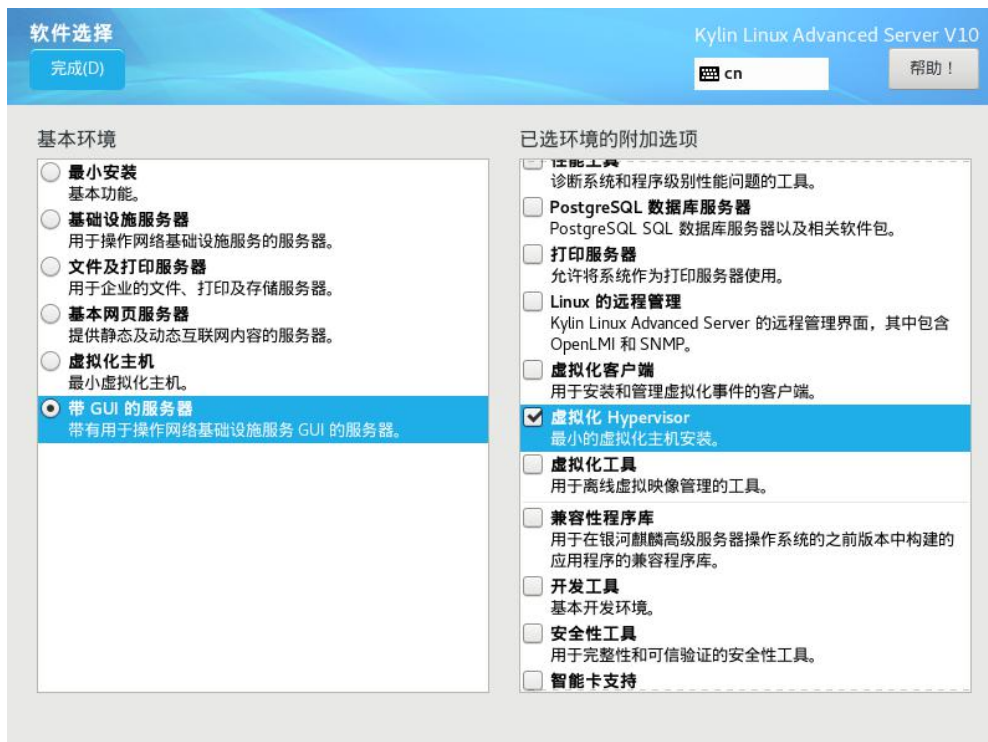 软件选择
Kylin Linux Advanced Server V10
完成(D)
cn
帮助！
基本环境
最小安装
基本功能。
基础设施服务器
用于操作网络基础设施服务的服务器。
文件及打印服务器
用于企业的文件、打印及存储服务器。
基本网页服务器
提供静态及动态互联网内容的服务器。
虚拟化主机
最小虚拟化主机。
带 GUI 的服务器
带有用于操作网络基础设施服务 GUI 的服务器。
已选环境的附加选项
性能工具
诊断系统和程序级别性能问题的工具。
PostgreSQL 数据库服务器
PostgreSQL SQL 数据库服务器以及相关软件包。
打印服务器
允许将系统作为打印服务器使用。
Linux 的远程管理
Kylin Linux Advanced Server 的远程管理界面，其中包含
OpenLMI 和 SNMP。
虚拟化客户端
用于安装和管理虚拟化事件的客户端。
虚拟化 Hypervisor
最小的虚拟化主机安装。
虚拟化工具
用于离线虚拟映像管理的工具。
兼容性程序库
用于在银河麒麟高级服务器操作系统的之前版本中构建的
应用程序的兼容程序库。
开发工具
基本开发环境。
安全性工具
用于完整性和可信验证的安全性工具。
智能卡支持